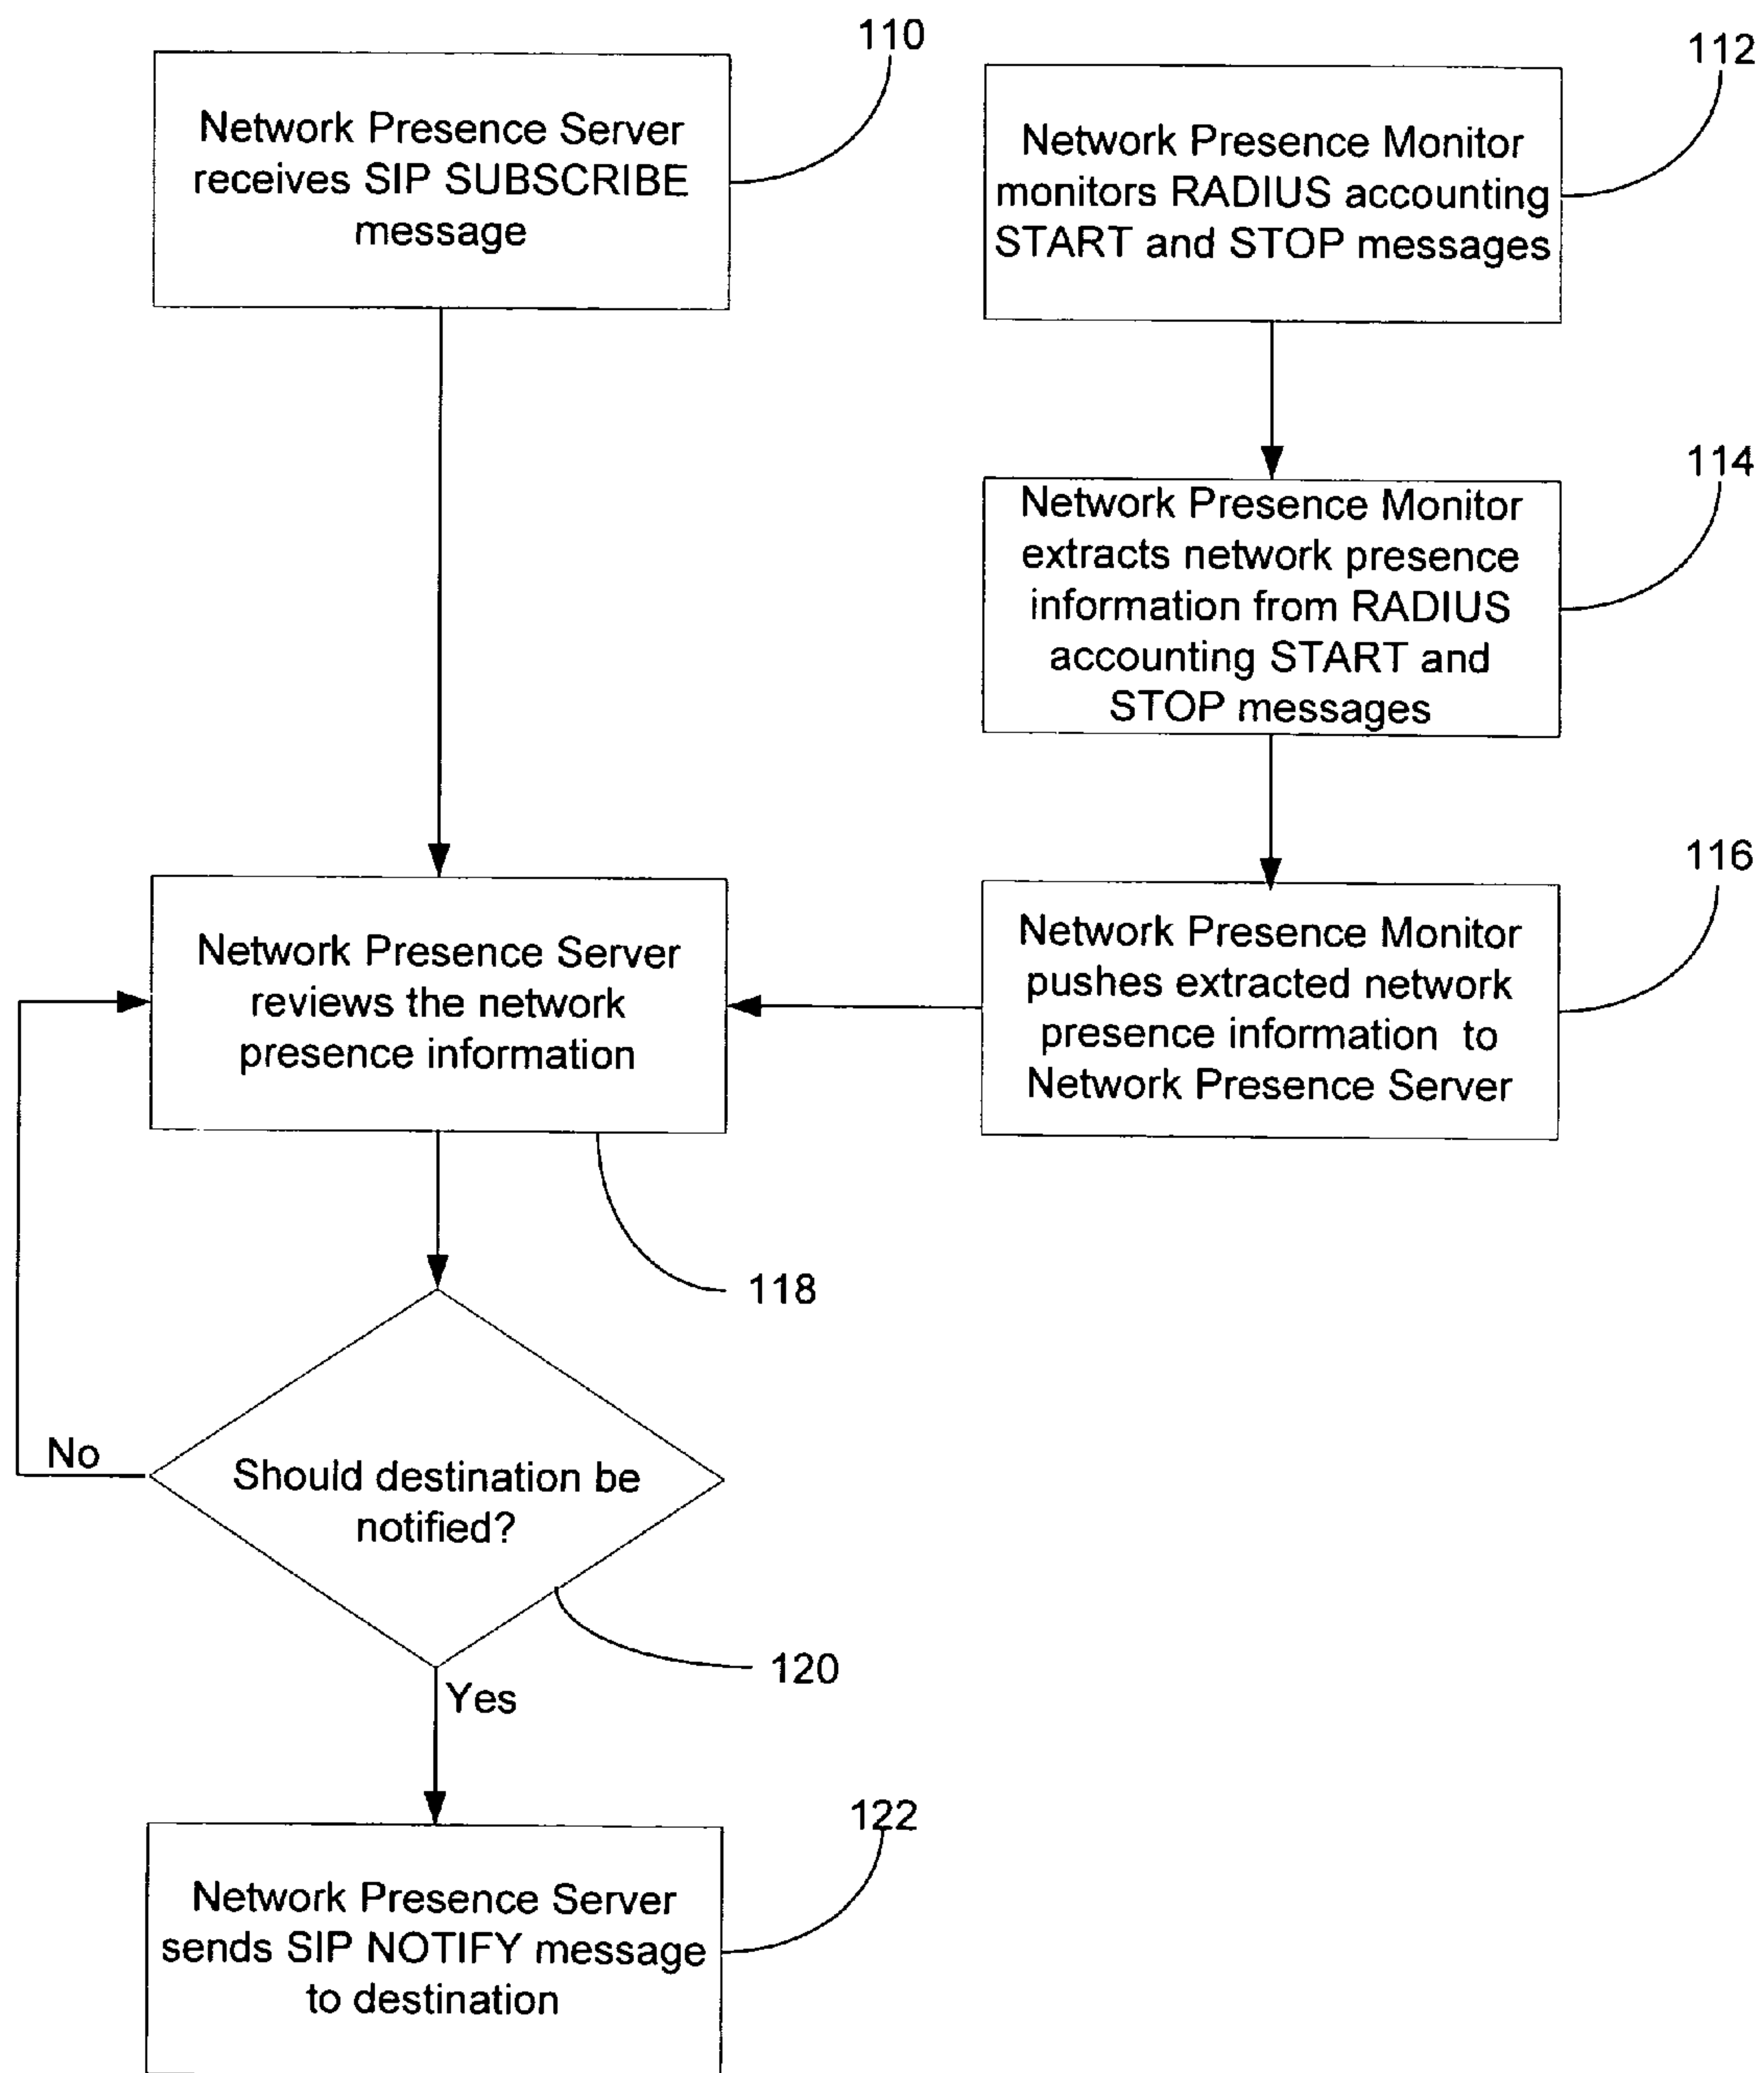 110
Network Presence Server
receives SIP SUBSCRIBE
message
112
Network Presence Monitor
monitors RADIUS accounting
START and STOP messages
114
Network Presence Monitor
extracts network presence
information from RADIUS
accounting START and
STOP messages
116
Network Presence Monitor
pushes extracted network
presence information to
Network Presence Server
Network Presence Server
reviews the network
presence information
118
No
Should destination be
notified?
120
Yes
122
Network Presence Server
sends SIP NOTIFY message
to destination